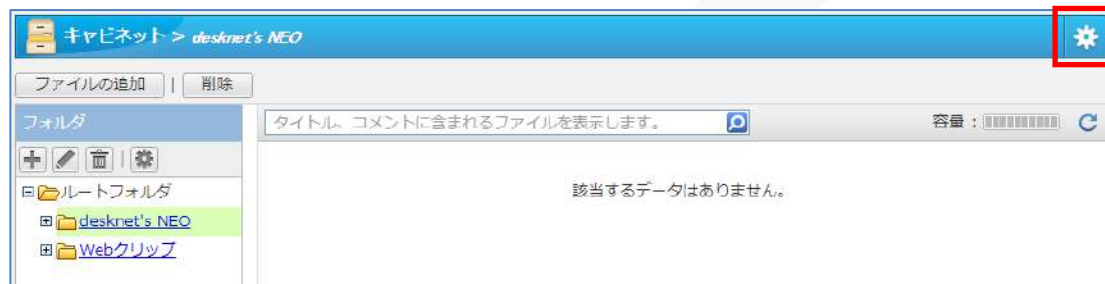 キャビネット > desknet's NEO
ファイルの追加 | 削除
フォルダ
タイトル、コメントに含まれるファイルを表示します。
容量：
ルートフォルダ
desknet's NEO
Webクリップ
該当するデータはありません。